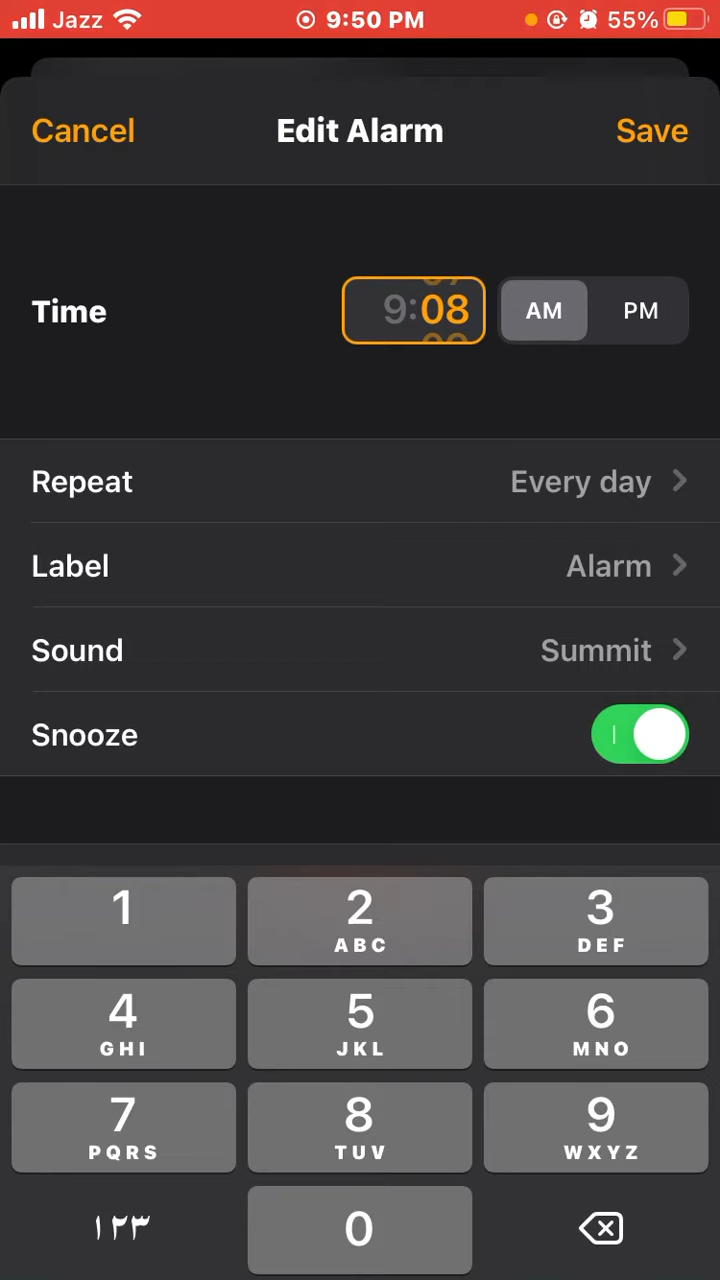 Jazz 9:50 PM 55%
Cancel Edit Alarm Save
Time 9:08 AM PM
Repeat Every day
Label Alarm
Sound Summit
Snooze
1 2 3
ABC DEF
4 5 6
GHI JKL MNO
7 8 9
PQRS TUV WXYZ
١٢٣ 0